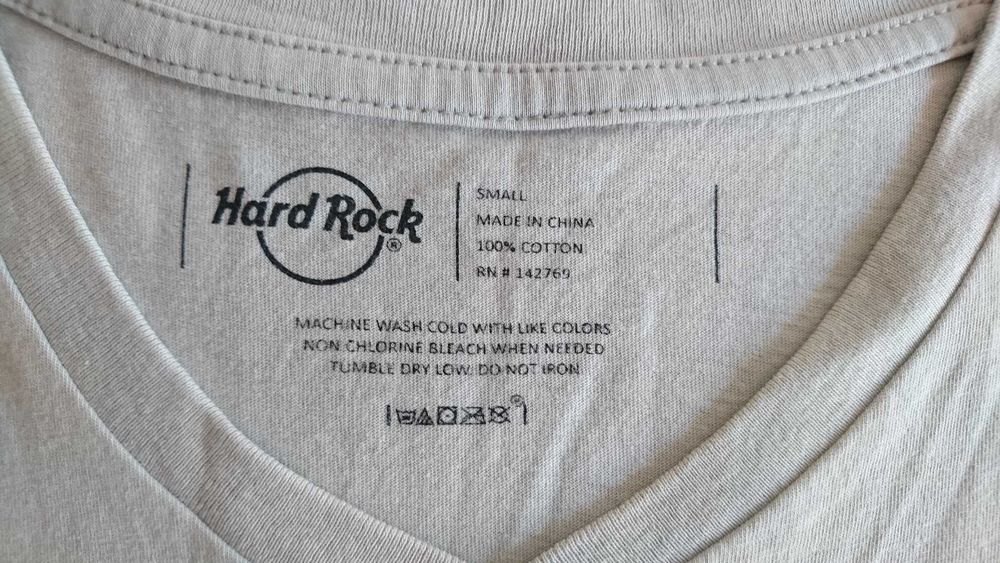 Hard Rock®
SMALL
MADE IN CHINA
100% COTTON
RN # 142769
MACHINE WASH COLD WITH LIKE COLORS
NON CHLORINE BLEACH WHEN NEEDED
TUMBLE DRY LOW. DO NOT IRON